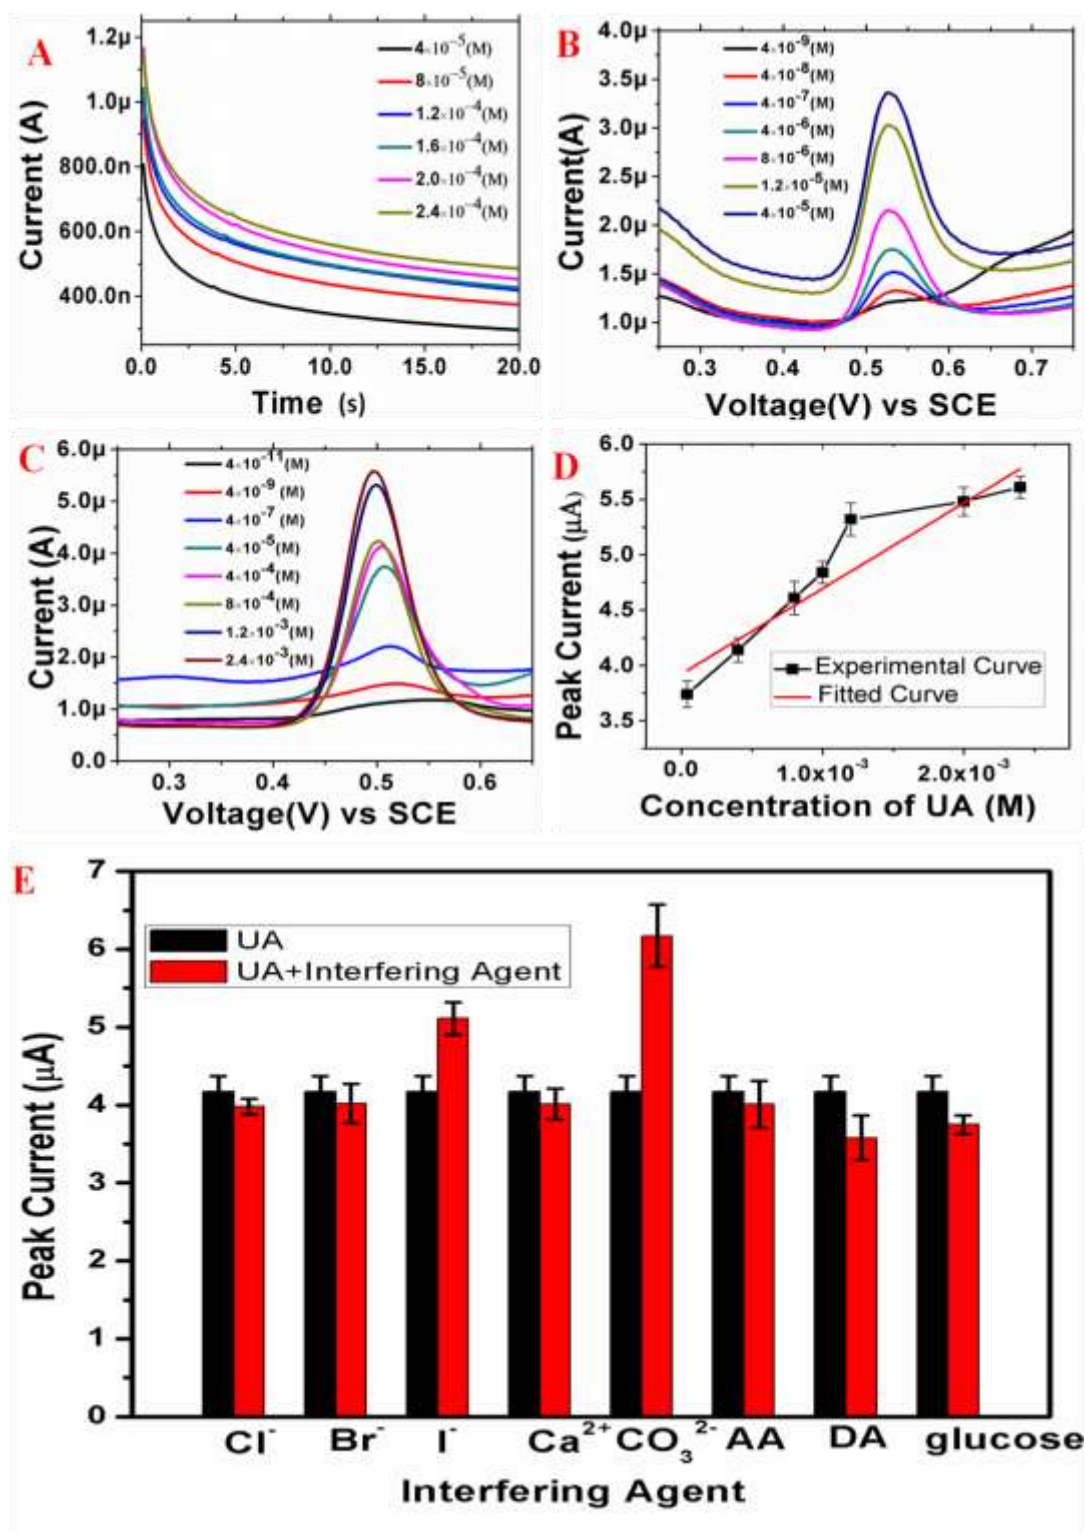 A
1.2μ
1.0μ
800.0n
600.0n
400.0n
Current (A)
4×10⁻⁵(M)
8×10⁻⁵(M)
1.2×10⁻⁴(M)
1.6×10⁻⁴(M)
2.0×10⁻⁴(M)
2.4×10⁻⁴(M)
0.0 5.0 10.0 15.0 20.0
Time (s)
B
4.0μ
3.5μ
3.0μ
2.5μ
2.0μ
1.5μ
1.0μ
Current(A)
4×10⁻⁹(M)
4×10⁻⁸(M)
4×10⁻⁷(M)
4×10⁻⁶(M)
8×10⁻⁶(M)
1.2×10⁻⁵(M)
4×10⁻⁵(M)
0.3 0.4 0.5 0.6 0.7
Voltage(V) vs SCE
C
6.0μ
5.0μ
4.0μ
3.0μ
2.0μ
1.0μ
0.0
Current (A)
4×10⁻¹¹(M)
4×10⁻⁹ (M)
4×10⁻⁷ (M)
4×10⁻⁵(M)
4×10⁻⁴(M)
8×10⁻⁴(M)
1.2×10⁻³(M)
2.4×10⁻³(M)
0.3 0.4 0.5 0.6
Voltage(V) vs SCE
D
6.0
5.5
5.0
4.5
4.0
3.5
Peak Current (μA)
Experimental Curve
Fitted Curve
0.0 1.0x10⁻³ 2.0x10⁻³
Concentration of UA (M)
E
7
6
5
4
3
2
1
0
Peak Current (μA)
UA
UA+Interfering Agent
Cl⁻ Br⁻ I⁻ Ca²⁺ CO₃²⁻ AA DA glucose
Interfering Agent